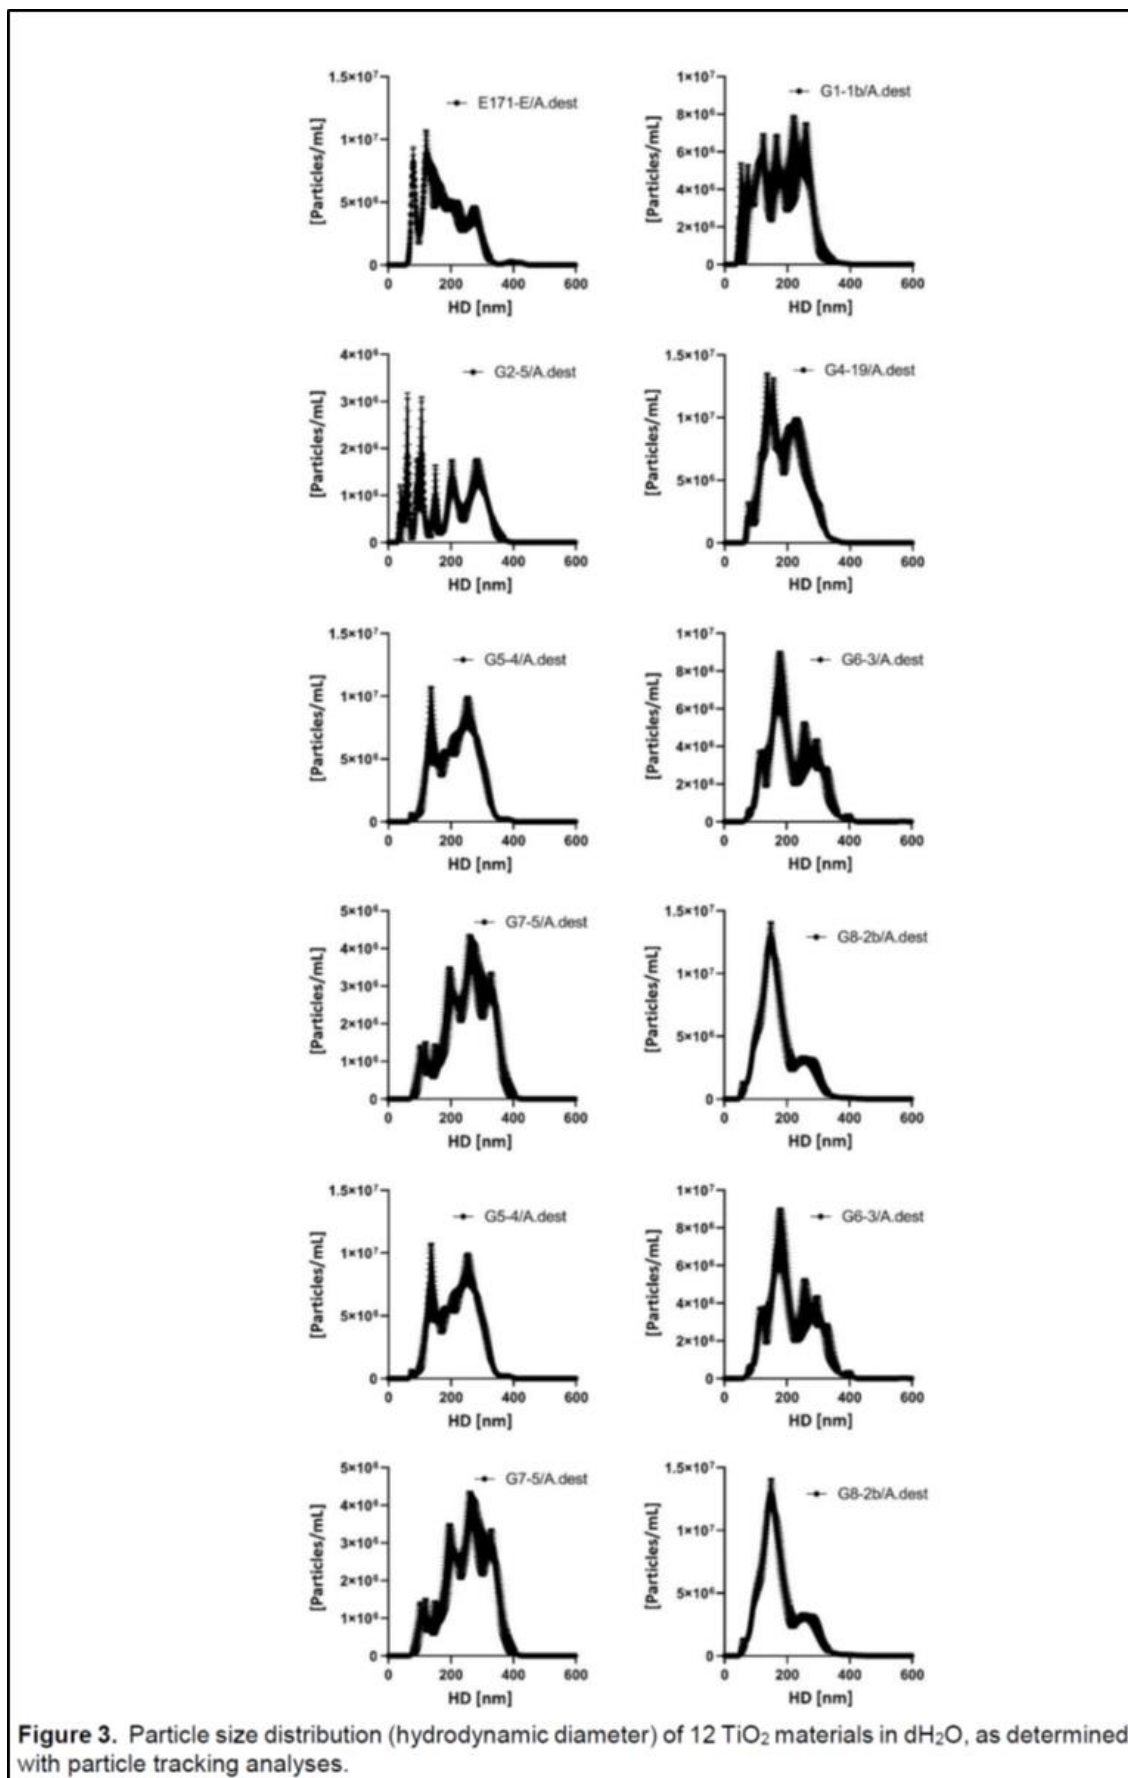 1.5×10⁷
1×10⁷
5×10⁶
0
[Particles/mL]
E171-E/A.dest
0 200 400 600
HD [nm]
1×10⁷
8×10⁶
6×10⁶
4×10⁶
2×10⁶
0
[Particles/mL]
G1-1b/A.dest
0 200 400 600
HD [nm]
4×10⁶
3×10⁶
2×10⁶
1×10⁶
0
[Particles/mL]
G2-5/A.dest
0 200 400 600
HD [nm]
1.5×10⁷
1×10⁷
5×10⁶
0
[Particles/mL]
G4-19/A.dest
0 200 400 600
HD [nm]
1.5×10⁷
1×10⁷
5×10⁶
0
[Particles/mL]
G5-4/A.dest
0 200 400 600
HD [nm]
1×10⁷
8×10⁶
6×10⁶
4×10⁶
2×10⁶
0
[Particles/mL]
G6-3/A.dest
0 200 400 600
HD [nm]
5×10⁶
4×10⁶
3×10⁶
2×10⁶
1×10⁶
0
[Particles/mL]
G7-5/A.dest
0 200 400 600
HD [nm]
1.5×10⁷
1×10⁷
5×10⁶
0
[Particles/mL]
G8-2b/A.dest
0 200 400 600
HD [nm]
1.5×10⁷
1×10⁷
5×10⁶
0
[Particles/mL]
G5-4/A.dest
0 200 400 600
HD [nm]
1×10⁷
8×10⁶
6×10⁶
4×10⁶
2×10⁶
0
[Particles/mL]
G6-3/A.dest
0 200 400 600
HD [nm]
5×10⁶
4×10⁶
3×10⁶
2×10⁶
1×10⁶
0
[Particles/mL]
G7-5/A.dest
0 200 400 600
HD [nm]
1.5×10⁷
1×10⁷
5×10⁶
0
[Particles/mL]
G8-2b/A.dest
0 200 400 600
HD [nm]
Figure 3. Particle size distribution (hydrodynamic diameter) of 12 TiO₂ materials in dH₂O, as determined
with particle tracking analyses.